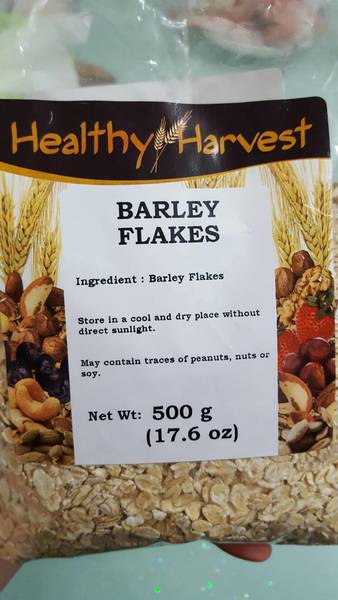 Healthy Harvest
BARLEY
FLAKES
Ingredient : Barley Flakes
Store in a cool and dry place without
direct sunlight.
May contain traces of peanuts, nuts or
soy.
Net Wt: 500 g
(17.6 oz)